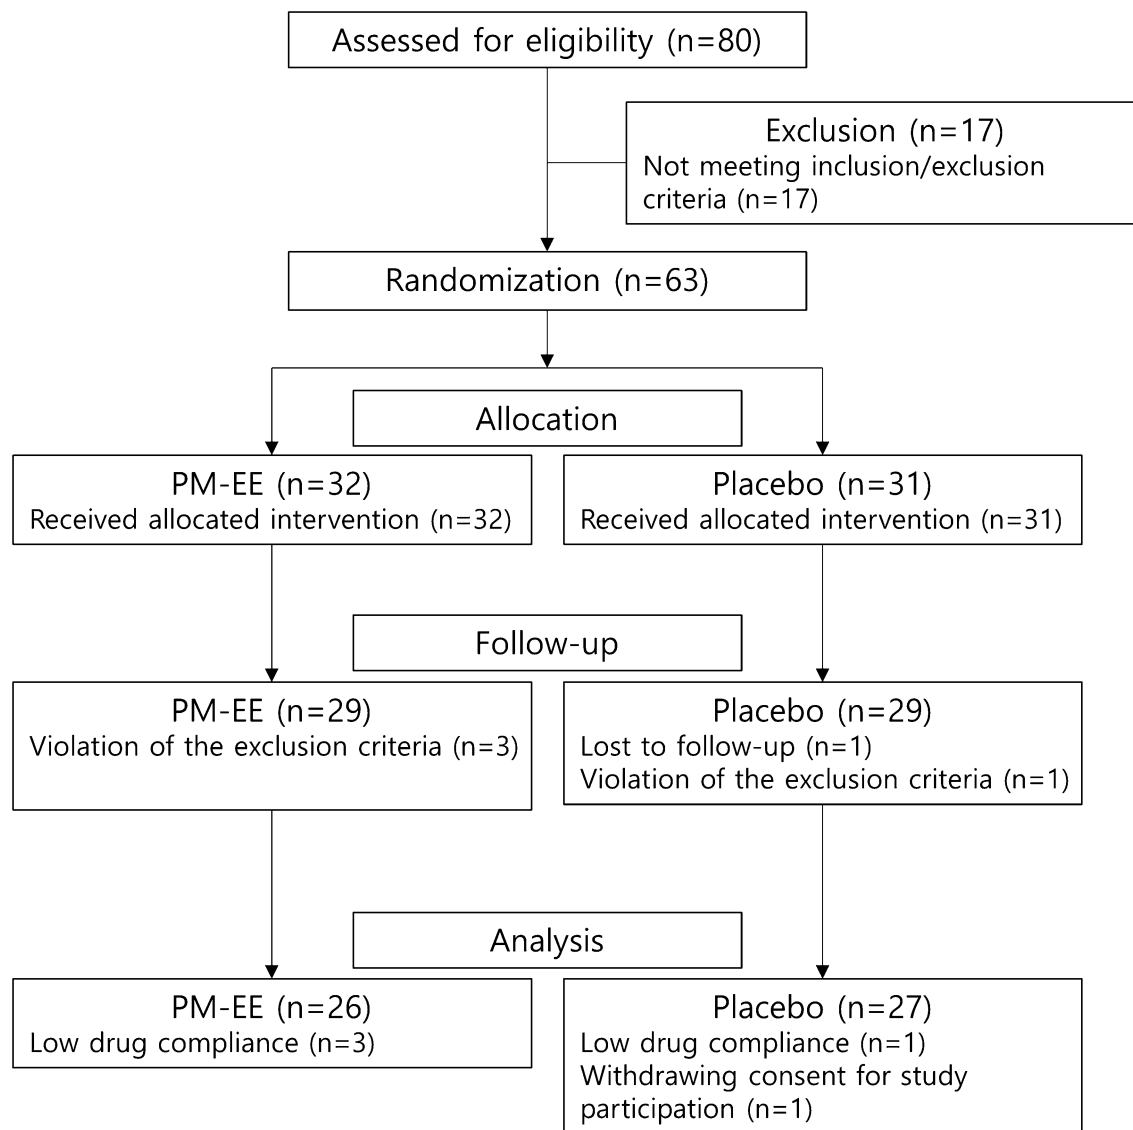 Assessed for eligibility (n=80)
Exclusion (n=17)
Not meeting inclusion/exclusion
criteria (n=17)
Randomization (n=63)
Allocation
PM-EE (n=32)
Received allocated intervention (n=32)
Placebo (n=31)
Received allocated intervention (n=31)
Follow-up
PM-EE (n=29)
Violation of the exclusion criteria (n=3)
Placebo (n=29)
Lost to follow-up (n=1)
Violation of the exclusion criteria (n=1)
Analysis
PM-EE (n=26)
Low drug compliance (n=3)
Placebo (n=27)
Low drug compliance (n=1)
Withdrawing consent for study
participation (n=1)